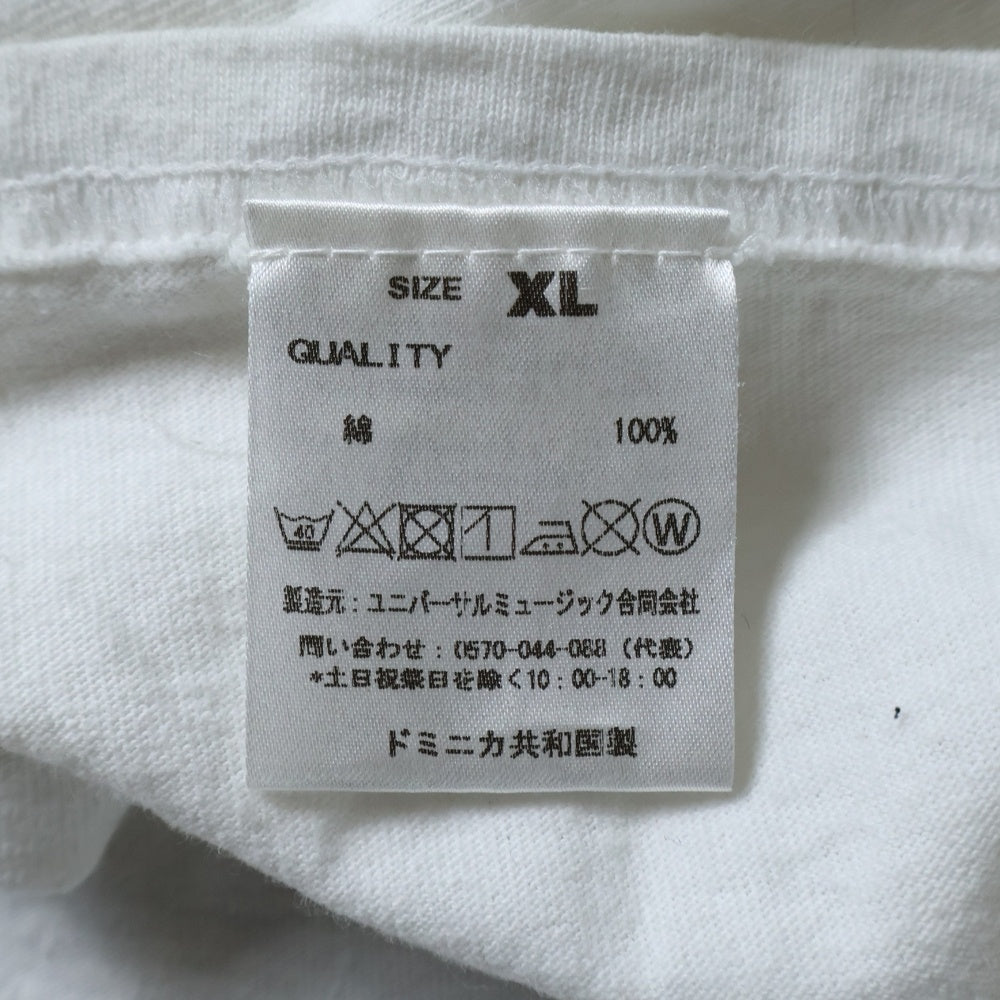 SIZE XL
QUALITY
綿 100%
40 W
製造元：ユニバーサルミュージック合同会社
問い合わせ：0570-044-088（代表）
*土日祝祭日を除く10：00-18：00
ドミニカ共和国製